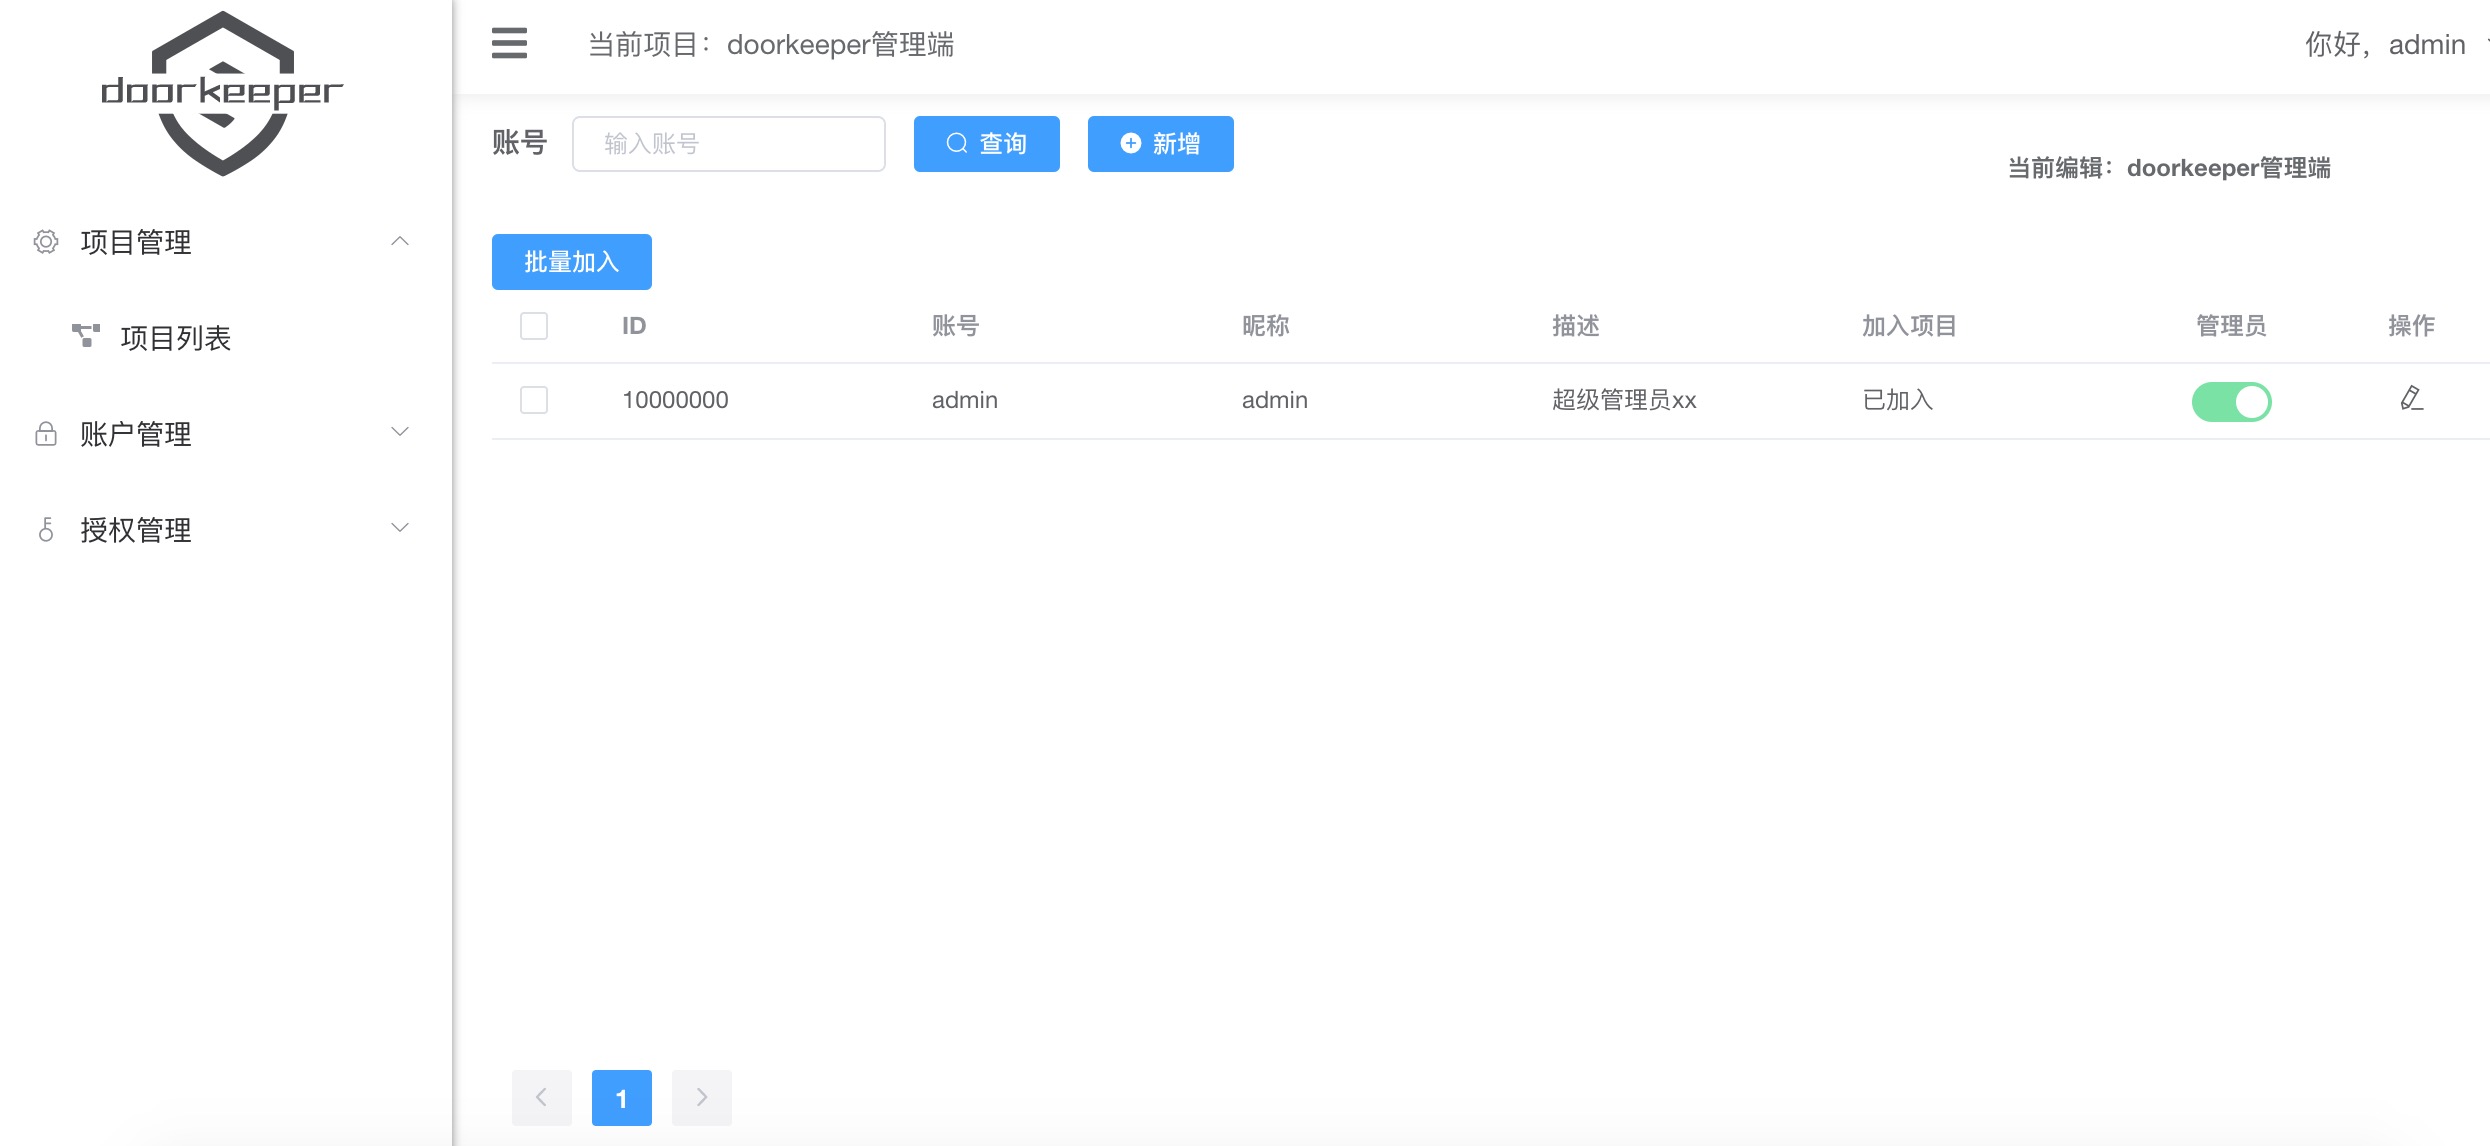 doorkeeper
项目管理
项目列表
账户管理
授权管理
当前项目：doorkeeper管理端
你好，admin
账号 输入账号 查询 新增
当前编辑：doorkeeper管理端
批量加入
ID 账号 昵称 描述 加入项目 管理员 操作
10000000 admin admin 超级管理员xx 已加入
1